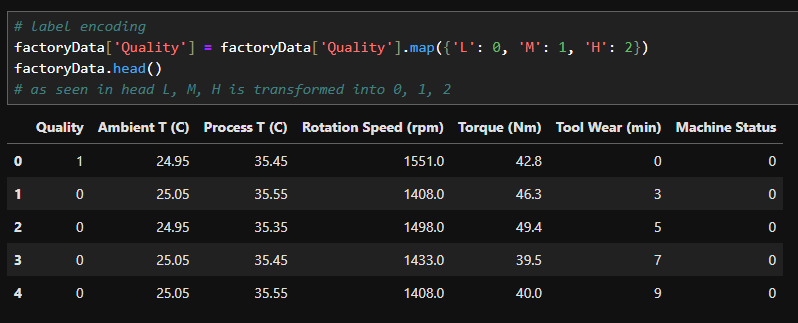 # label encoding
factoryData['Quality'] = factoryData['Quality'].map({'L': 0, 'M': 1, 'H': 2})
factoryData.head()
# as seen in head L, M, H is transformed into 0, 1, 2
Quality Ambient T (C) Process T (C) Rotation Speed (rpm) Torque (Nm) Tool Wear (min) Machine Status
0 1 24.95 35.45 1551.0 42.8 0 0
1 0 25.05 35.55 1408.0 46.3 3 0
2 0 24.95 35.35 1498.0 49.4 5 0
3 0 25.05 35.45 1433.0 39.5 7 0
4 0 25.05 35.55 1408.0 40.0 9 0